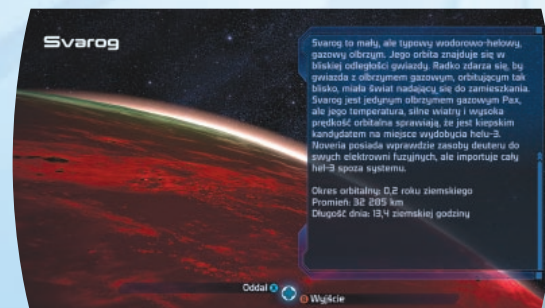 Svarog
Svarog to mały, ale typowy wodorowo-helowy,
gazowy olbrzym. Jego orbita znajduje się w
bliskiej odległości gwiazdy. Radko zdarza się, by
gwiazda z olbrzymem gazowym, orbitującym tak
blisko, miała świat nadający się do zamieszkania.
Svarog jest jedynym olbrzymem gazowym Pax,
ale jego temperatura, silne wiatry i wysoka
prędkość orbitalna sprawiają, że jest kiepskim
kandydatem na miejsce wydobycia helu-3.
Noveria posiada wprawdzie zasoby deuteru do
swych elektrowni fuzyjnych, ale importuje cały
hel-3 spoza systemu.
Okres orbitalny: 0,2 roku ziemskiego
Promień: 32 205 km
Długość dnia: 13,4 ziemskiej godziny
Oddal X
B Wyjście